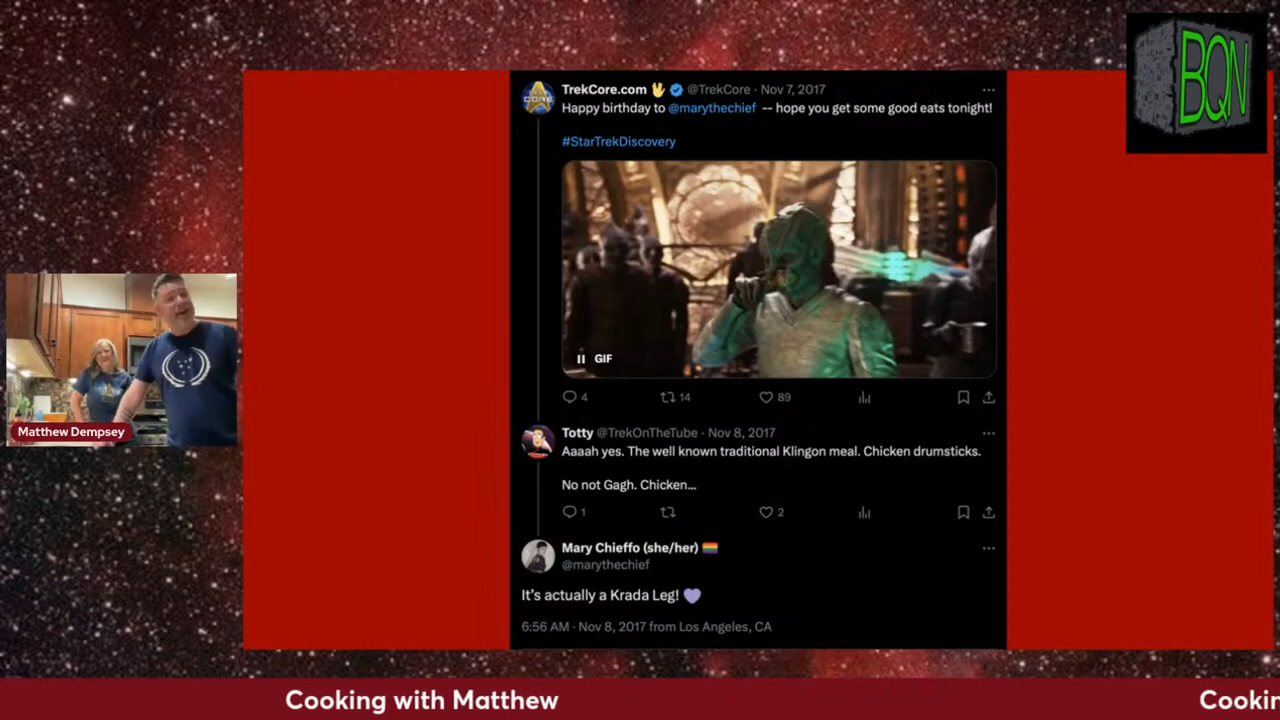 BQN
TrekCore.com 🖖 @TrekCore · Nov 7, 2017
Happy birthday to @marythechief -- hope you get some good eats tonight!
#StarTrekDiscovery
CORE
GIF
4 14 89
Totty @TrekOnTheTube · Nov 8, 2017
Aaaah yes. The well known traditional Klingon meal. Chicken drumsticks.
No not Gagh. Chicken...
1 2
Mary Chieffo (she/her) 🏳️‍🌈
@marythechief
It's actually a Krada Leg! 💜
6:56 AM · Nov 8, 2017 from Los Angeles, CA
Matthew Dempsey
Cooking with Matthew
Cookin